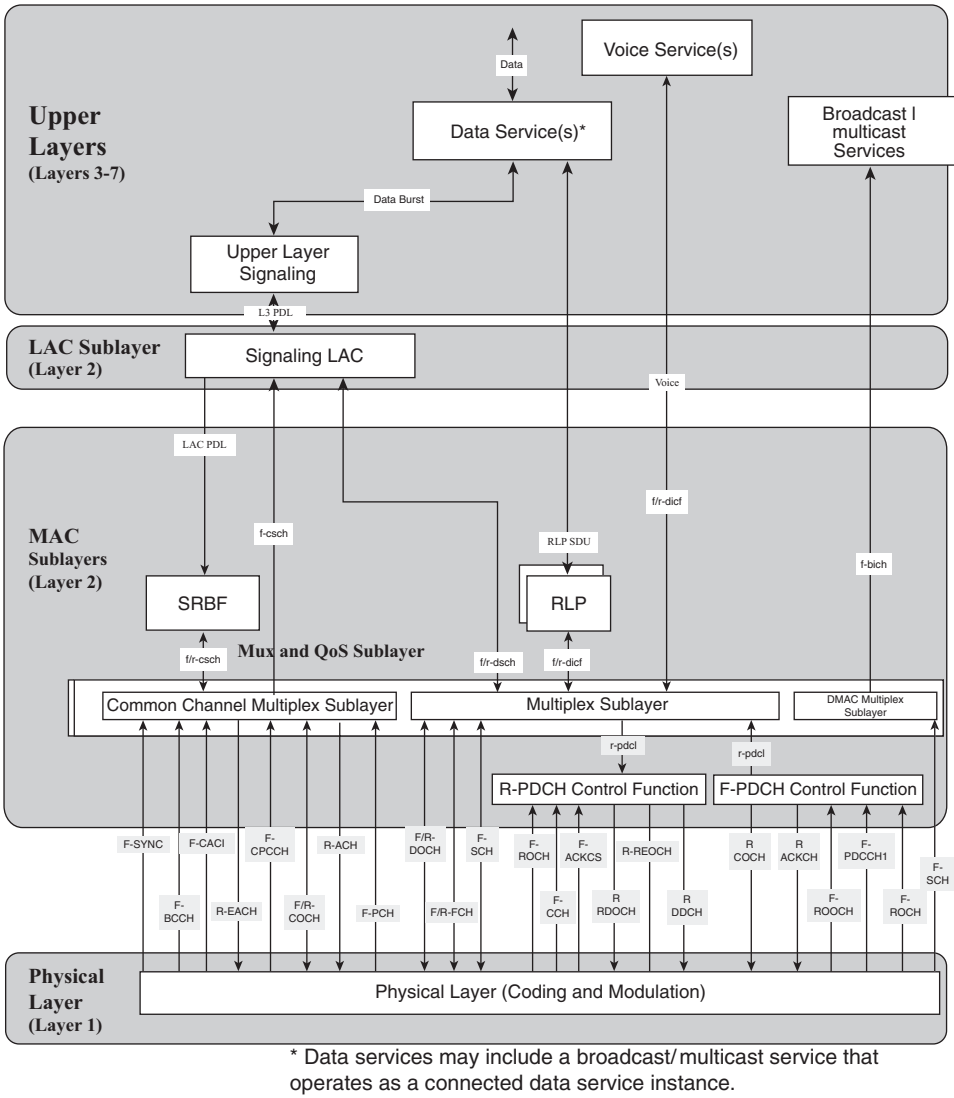 Upper
Layers
(Layers 3-7)
Data
Voice Service(s)
Data Service(s)*
Broadcast l
multicast
Services
Data Burst
Upper Layer
Signaling
L3 PDL
LAC Sublayer
(Layer 2)
Signaling LAC
Voice
LAC PDL
MAC
Sublayers
(Layer 2)
f-csch
f/r-dicf
RLP SDU
f-bich
SRBF
RLP
f/r-csch
Mux and QoS Sublayer
f/r-dsch
f/r-dicf
Common Channel Multiplex Sublayer
Multiplex Sublayer
DMAC Multiplex
Sublayer
r-pdcl
r-pdcl
R-PDCH Control Function
F-PDCH Control Function
F-SYNC
F-
BCCH
F-CACI
R-EACH
F-
CPCCH
F/R-
COCH
R-ACH
F-PCH
F/R-
DOCH
F/R-FCH
F-
SCH
F-
ROCH
F-
CCH
F-
ACKCS
R
RDOCH
R-REOCH
R
DDCH
R
COCH
R
ACKCH
F-
ROOCH
F-
PDCCH1
F-
ROCH
F-
SCH
Physical
Layer
(Layer 1)
Physical Layer (Coding and Modulation)
* Data services may include a broadcast/multicast service that
operates as a connected data service instance.